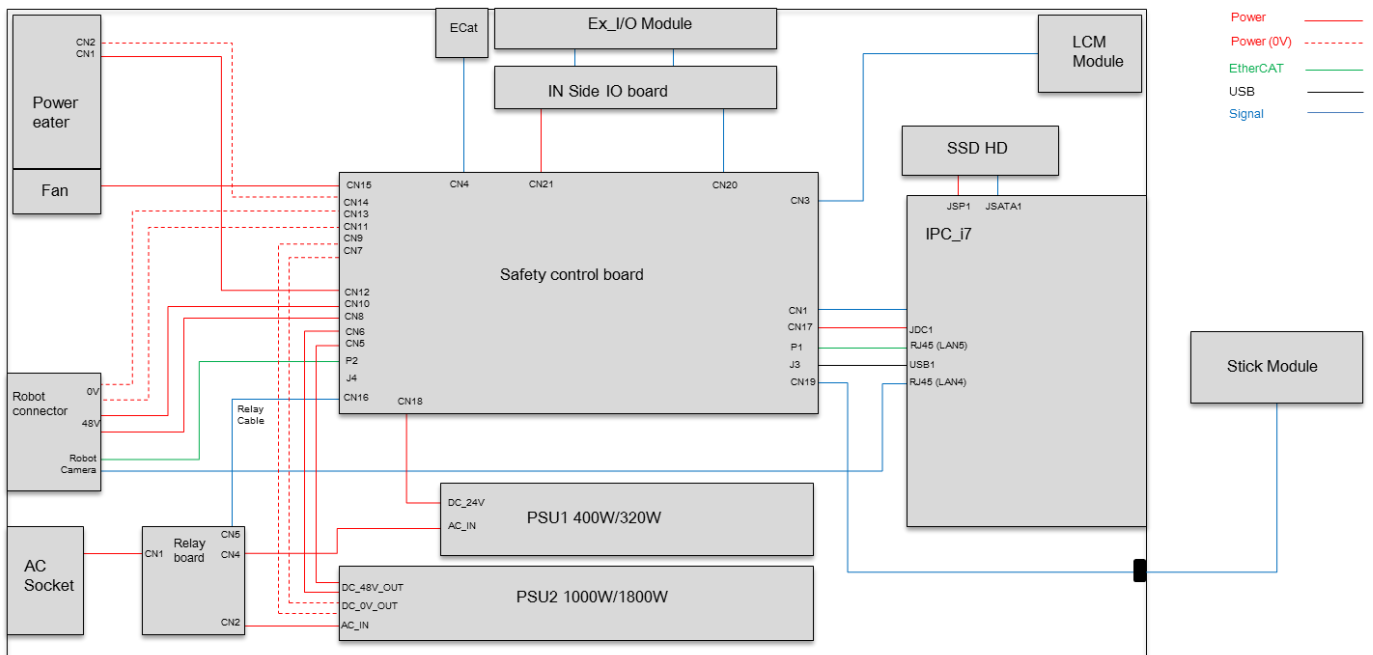 Power
Power (0V)
EtherCAT
USB
Signal
CN2
CN1
Power
eater
Fan
ECat
Ex_I/O Module
IN Side IO board
LCM
Module
SSD HD
JSP1
JSATA1
IPC_i7
JDC1
RJ45 (LAN5)
USB1
RJ45 (LAN4)
CN4
CN21
CN20
CN15
CN14
CN13
CN11
CN9
CN7
CN12
CN10
CN8
CN6
CN5
P2
J4
CN16
CN18
Safety control board
CN3
CN1
CN17
P1
J3
CN19
Stick Module
Robot
connector
0V
48V
Robot
Camera
Relay
Cable
AC
Socket
CN1
Relay
board
CN5
CN4
CN2
DC_24V
AC_IN
PSU1 400W/320W
DC_48V_OUT
DC_0V_OUT
AC_IN
PSU2 1000W/1800W